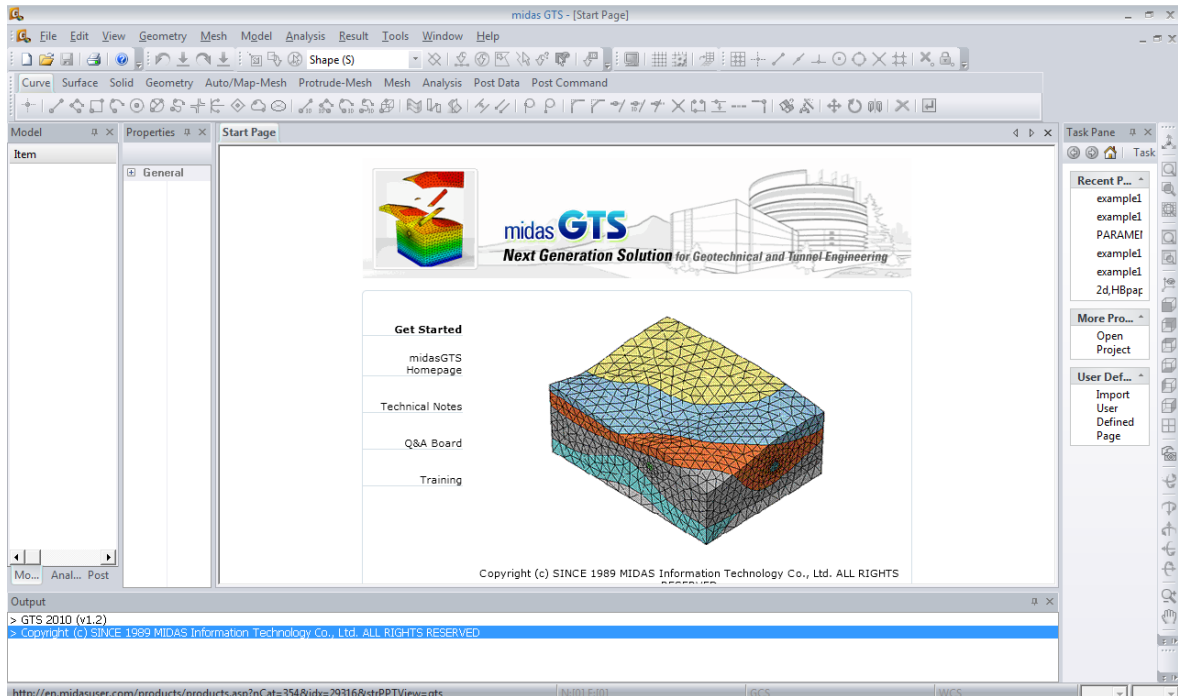 midas GTS - [Start Page]
File Edit View Geometry Mesh Model Analysis Result Tools Window Help
Shape (S)
Curve Surface Solid Geometry Auto/Map-Mesh Protrude-Mesh Mesh Analysis Post Data Post Command
Model
Item
Mo... Anal... Post
Properties
General
Start Page
midas GTS
Next Generation Solution for Geotechnical and Tunnel Engineering
Get Started
midasGTS
Homepage
Technical Notes
Q&A Board
Training
Copyright (c) SINCE 1989 MIDAS Information Technology Co., Ltd. ALL RIGHTS
RESERVED
Task Pane
Task
Recent P...
example1
example1
PARAMEI
example1
example1
2d,HBpap
More Pro...
Open
Project
User Def...
Import
User
Defined
Page
Output
> GTS 2010 (v1.2)
> Copyright (c) SINCE 1989 MIDAS Information Technology Co., Ltd. ALL RIGHTS RESERVED
http://en.midasuser.com/products/products.asp?nCat=354&idx=29316&strPPTView=gts N:[0] E:[0] GCS WCS